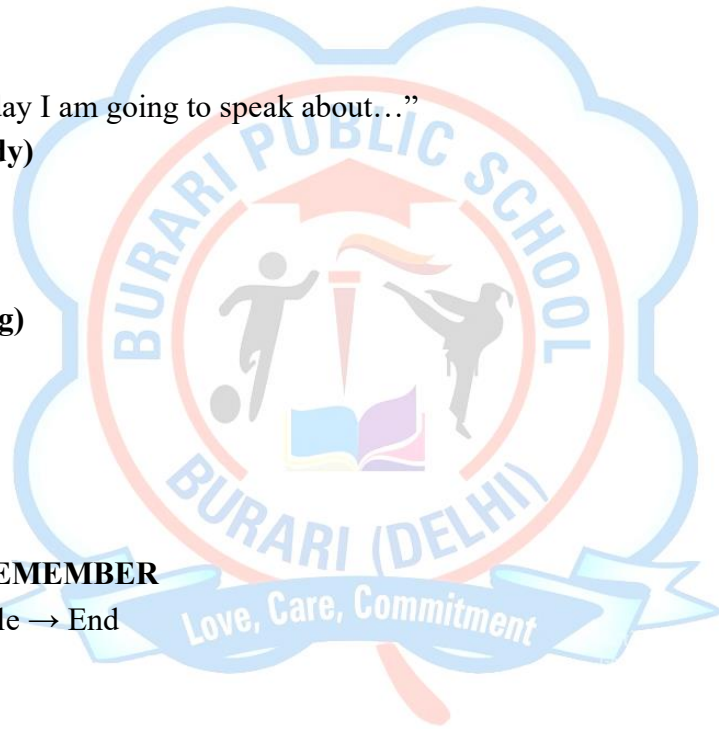 ay I am going to speak about…”
ly)
BURARI PUBLIC SCHOOL
g)
BURARI (DELHI)
EMEMBER
le → End
Love, Care, Commitment